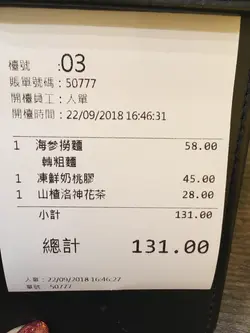 檯號 :03
賬單號碼：50777
開檯員工：人單
開檯時間：22/09/2018 16:46:31
1 海參撈麵 58.00
轉粗麵
1 凍鮮奶桃膠 45.00
1 山楂洛神花茶 28.00
小計 131.00
總計 131.00
人單：22/09/2018 16:46:27
單號 50777